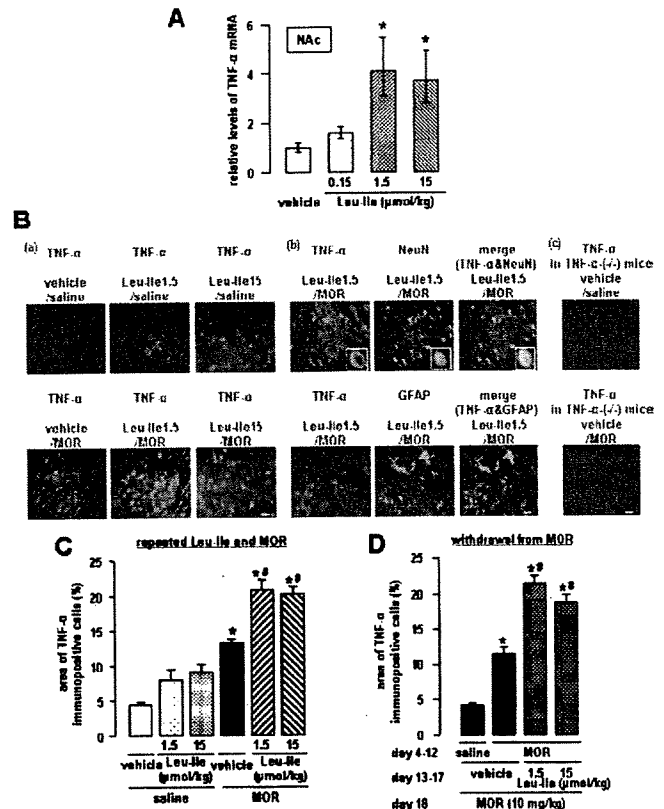 A
relative levels of TNF-α mRNA
6
4
2
0
NAc
*
*
0.15 1.5 15
vehicle Leu-Ile (μmol/kg)
B
(a) TNF-α TNF-α TNF-α
vehicle /saline
Leu-Ile1.5 /saline
Leu-Ile15 /saline
TNF-α TNF-α TNF-α
vehicle /MOR
Leu-Ile1.5 /MOR
Leu-Ile15 /MOR
(b) TNF-α NeuN merge (TNF-α&NeuN)
Leu-Ile1.5 /MOR
Leu-Ile1.5 /MOR
Leu-Ile1.5 /MOR
TNF-α GFAP merge (TNF-α&GFAP)
Leu-Ile1.5 /MOR
Leu-Ile1.5 /MOR
Leu-Ile1.5 /MOR
(c) TNF-α
in TNF-α-(-/-) mice
vehicle
/saline
TNF-α
in TNF-α-(-/-) mice
vehicle
/MOR
C
repeated Leu-Ile and MOR
area of TNF-α
immunopositive cells (%)
25
20
15
10
5
0
*
*#
*#
1.5 15 1.5 15
vehicle Leu-Ile (μmol/kg) vehicle Leu-Ile (μmol/kg)
saline MOR
D
withdrawal from MOR
area of TNF-α
immunopositive cells (%)
25
20
15
10
5
0
*
*#
*#
day 4-12 saline MOR
day 13-17 vehicle 1.5 15
Leu-Ile (μmol/kg)
day 18 MOR (10 mg/kg)